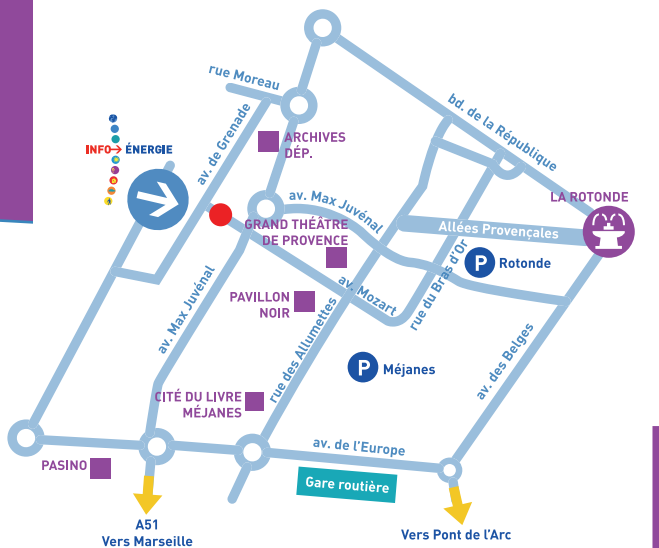 rue Moreau
bd. de la République
INFO→ ÉNERGIE
av. de Grenade
ARCHIVES
DÉP.
LA ROTONDE
av. Max Juvénal
GRAND THÉÂTRE
DE PROVENCE
Allées Provençales
P Rotonde
rue du Bras d'Or
av. Mozart
PAVILLON
NOIR
av. Max Juvénal
rue des Allumettes
P Méjanes
av. des Belges
CITÉ DU LIVRE
MÉJANES
av. de l'Europe
PASINO
Gare routière
A51
Vers Marseille
Vers Pont de l'Arc